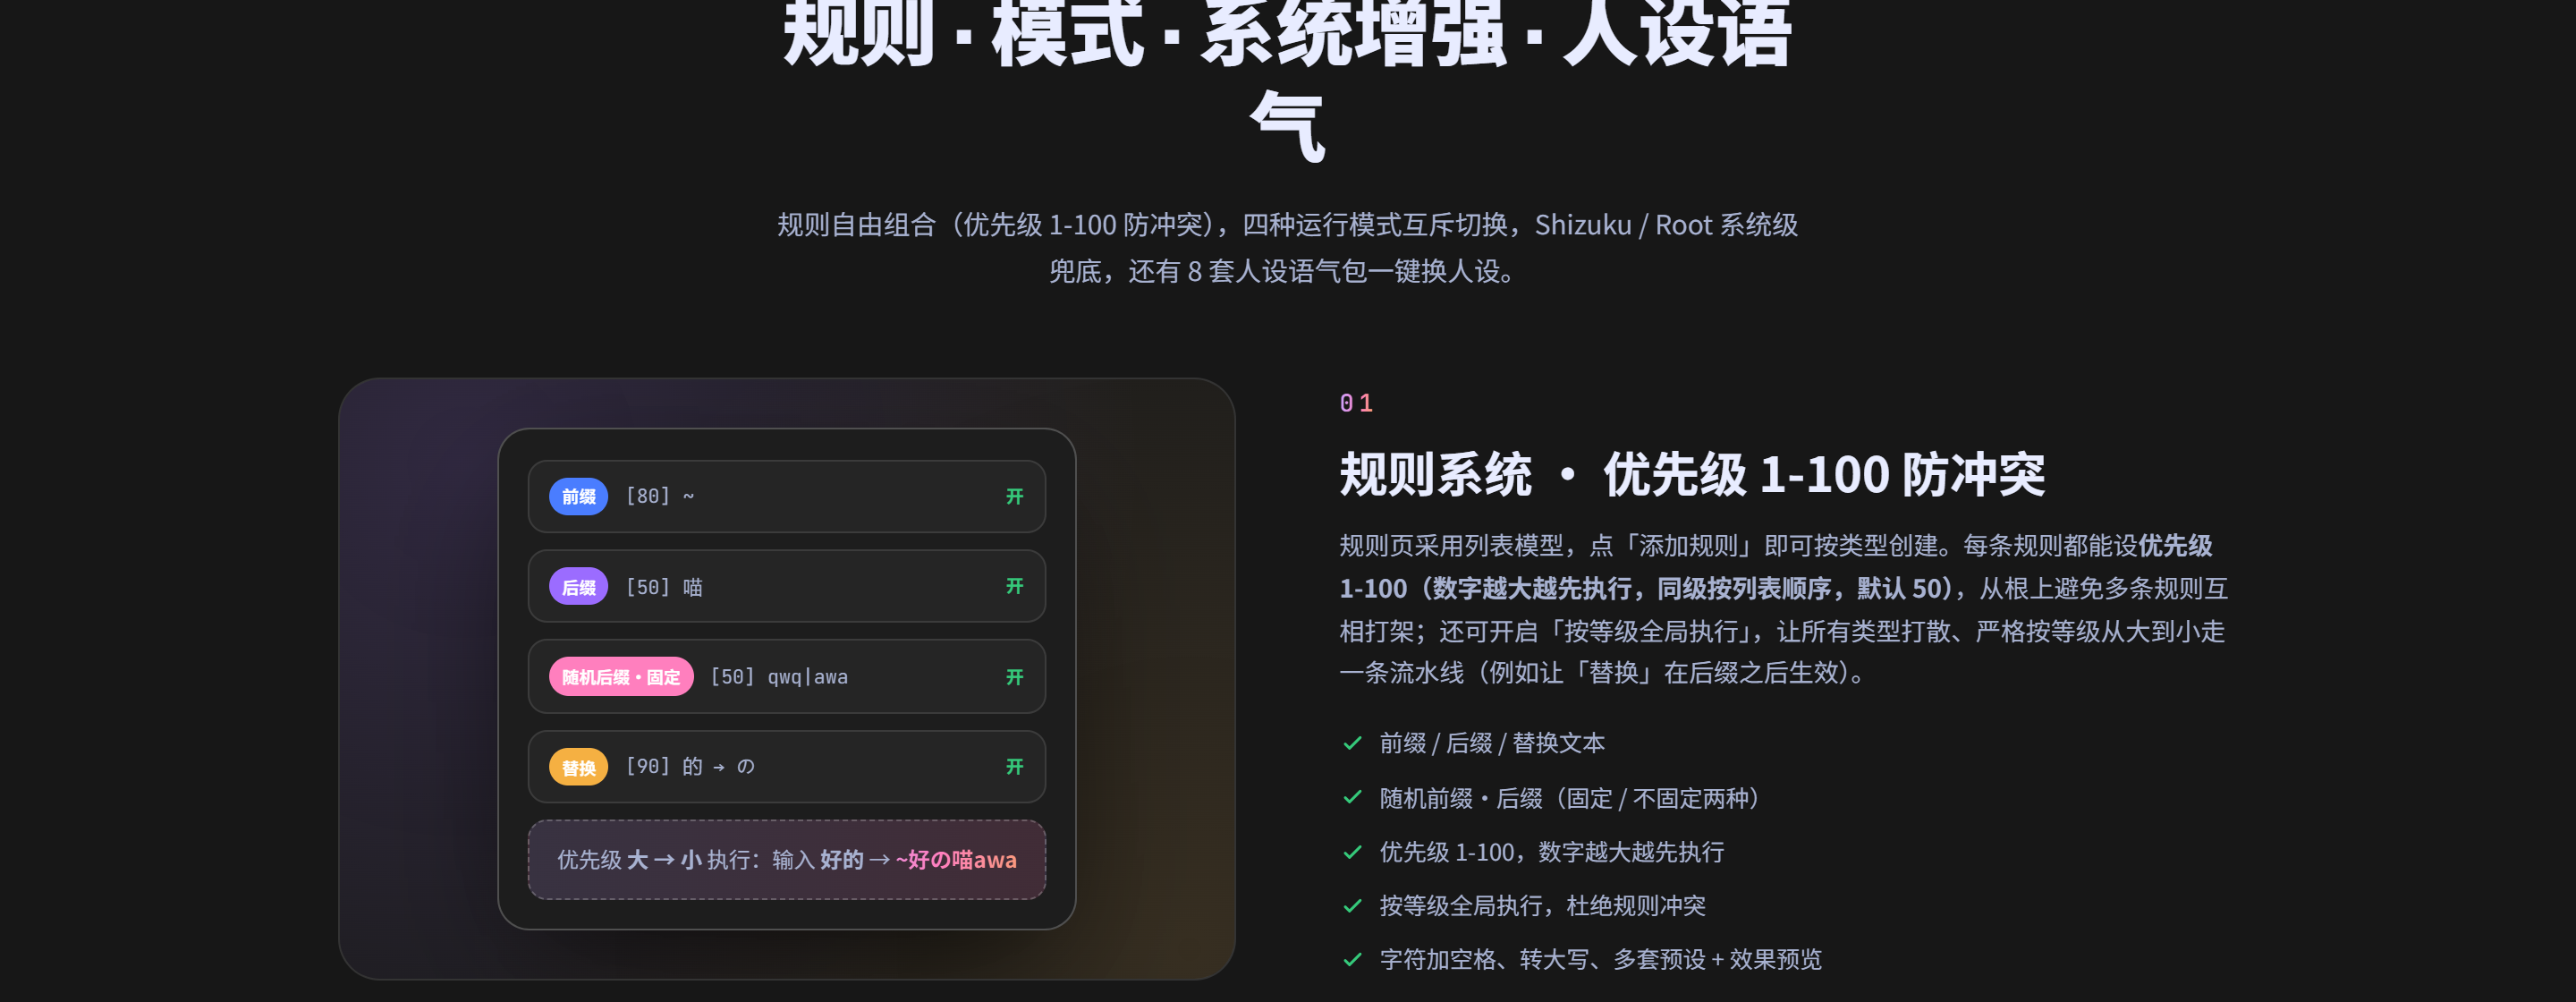 规则 · 模式 · 系统增强 · 人设语
气
规则自由组合（优先级 1-100 防冲突），四种运行模式互斥切换，Shizuku / Root 系统级
兜底，还有 8 套人设语气包一键换人设。
前缀 [80] ~ 开
后缀 [50] 喵 开
随机后缀·固定 [50] qwq|awa 开
替换 [90] 的 → の 开
优先级 大 → 小 执行：输入 好的 → ~好の喵awa
01
规则系统 · 优先级 1-100 防冲突
规则页采用列表模型，点「添加规则」即可按类型创建。每条规则都能设优先级
1-100（数字越大越先执行，同级按列表顺序，默认 50），从根上避免多条规则互
相打架；还可开启「按等级全局执行」，让所有类型打散、严格按等级从大到小走
一条流水线（例如让「替换」在后缀之后生效）。
前缀 / 后缀 / 替换文本
随机前缀·后缀（固定 / 不固定两种）
优先级 1-100，数字越大越先执行
按等级全局执行，杜绝规则冲突
字符加空格、转大写、多套预设 + 效果预览